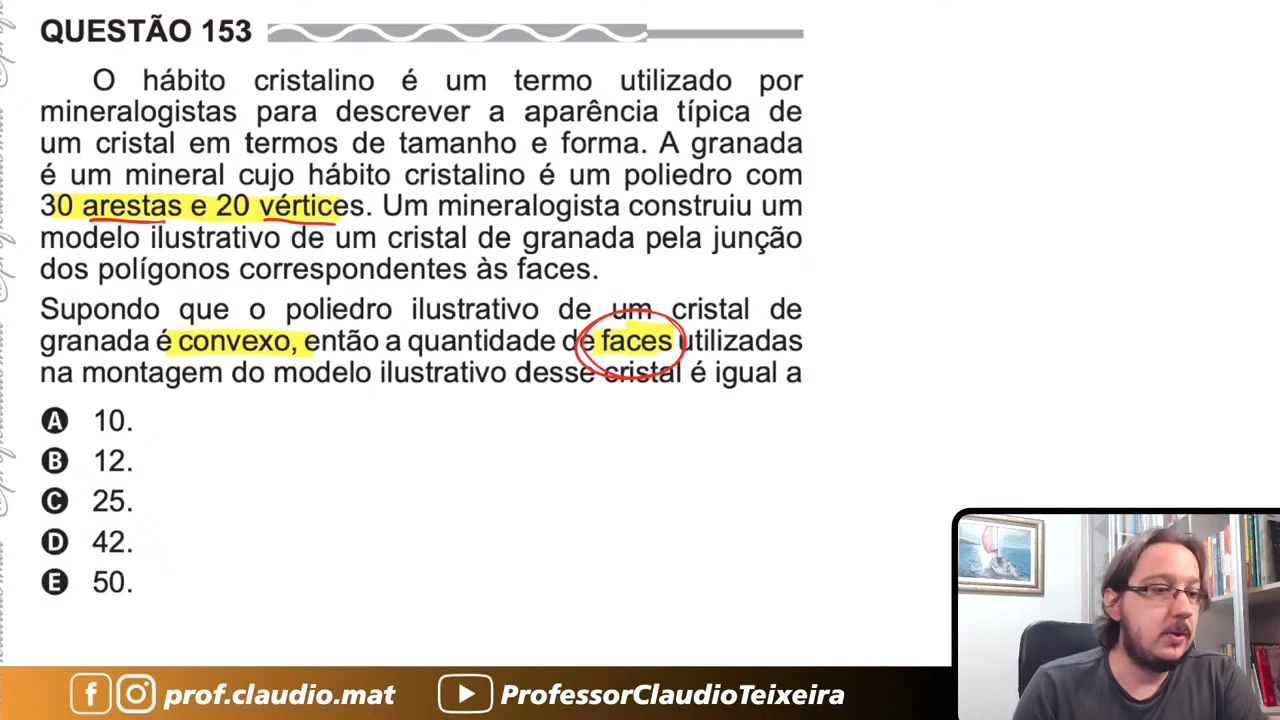 QUESTÃO 153
O hábito cristalino é um termo utilizado por
mineralogistas para descrever a aparência típica de
um cristal em termos de tamanho e forma. A granada
é um mineral cujo hábito cristalino é um poliedro com
30 arestas e 20 vértices. Um mineralogista construiu um
modelo ilustrativo de um cristal de granada pela junção
dos polígonos correspondentes às faces.
Supondo que o poliedro ilustrativo de um cristal de
granada é convexo, então a quantidade de faces utilizadas
na montagem do modelo ilustrativo desse cristal é igual a
A 10.
B 12.
C 25.
D 42.
E 50.
prof.claudio.mat
ProfessorClaudioTeixeira